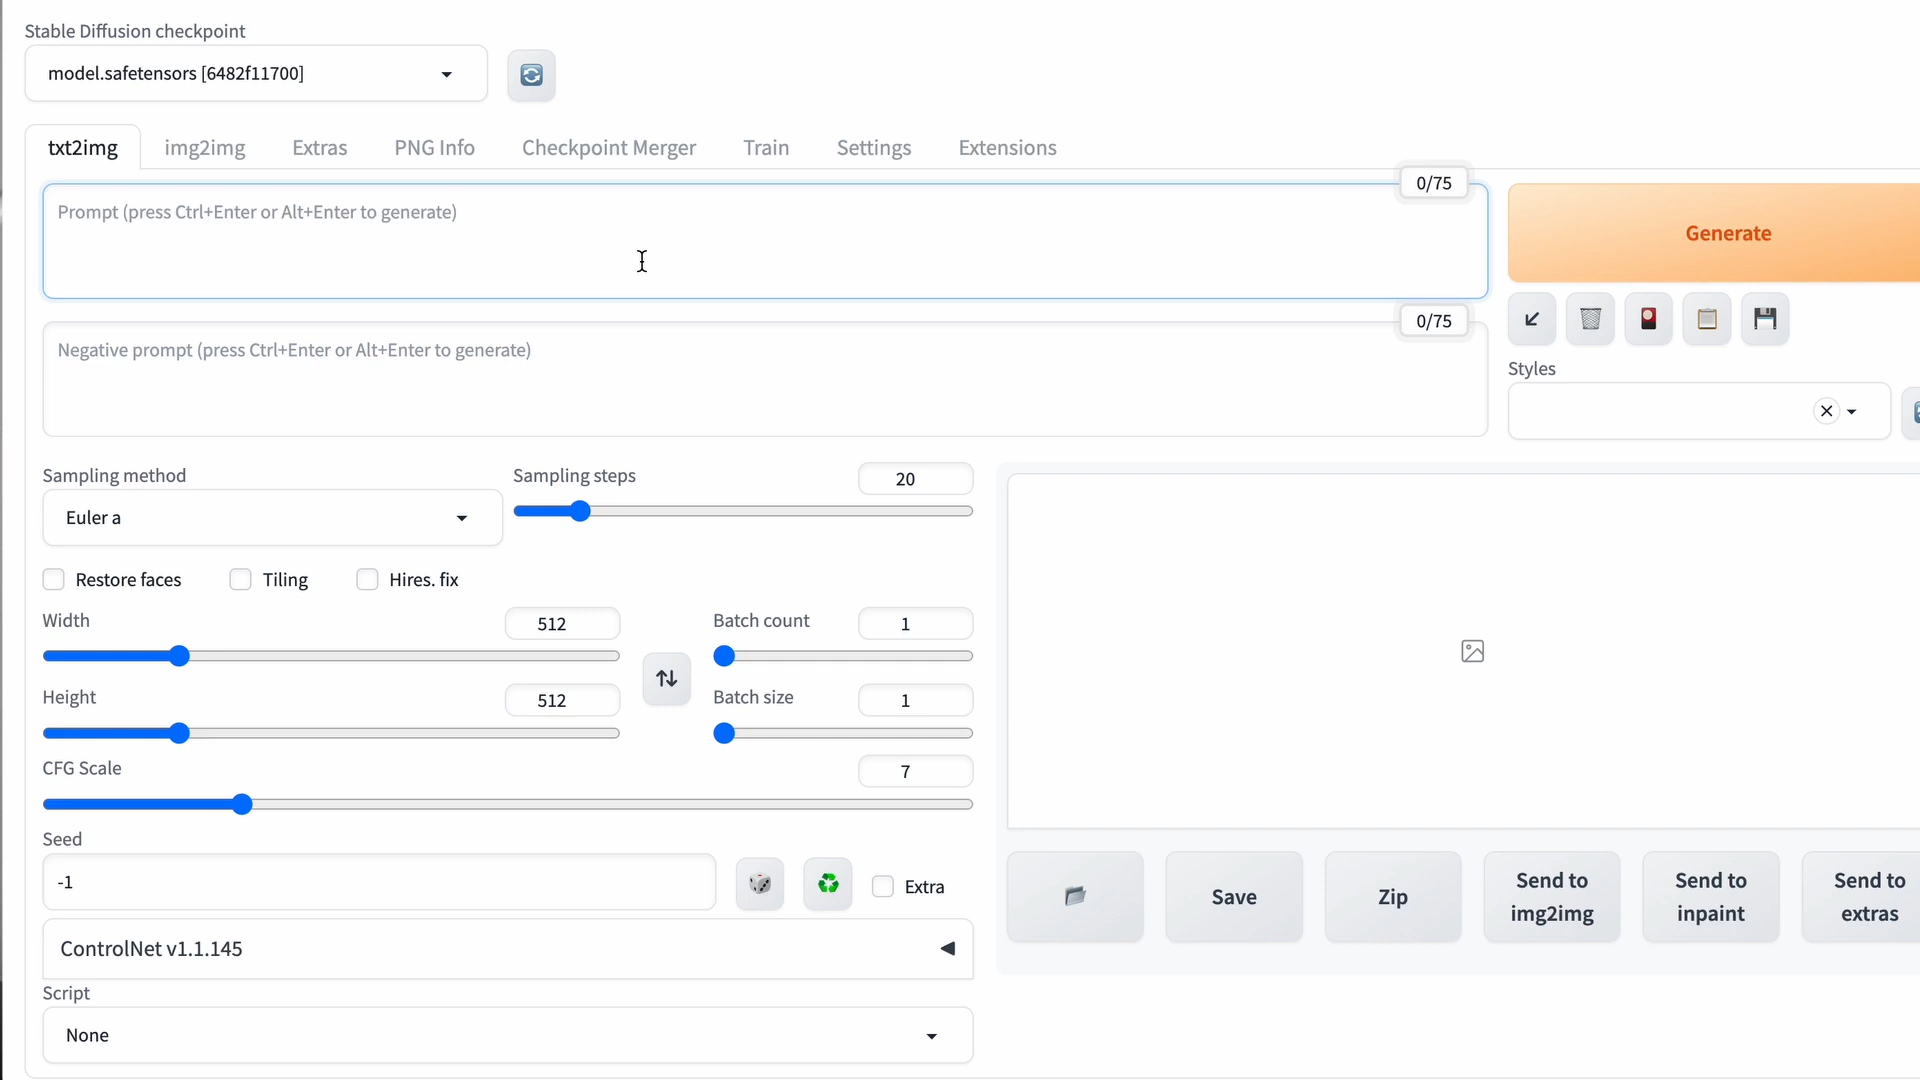 Stable Diffusion checkpoint
model.safetensors [6482f11700]
txt2img img2img Extras PNG Info Checkpoint Merger Train Settings Extensions
0/75
Prompt (press Ctrl+Enter or Alt+Enter to generate)
Generate
0/75
Negative prompt (press Ctrl+Enter or Alt+Enter to generate)
Styles
Sampling method
Euler a
Sampling steps
20
Restore faces Tiling Hires. fix
Width
512
Batch count
1
Height
512
Batch size
1
CFG Scale
7
Seed
-1
Extra
Save
Zip
Send to
img2img
Send to
inpaint
Send to
extras
ControlNet v1.1.145
Script
None